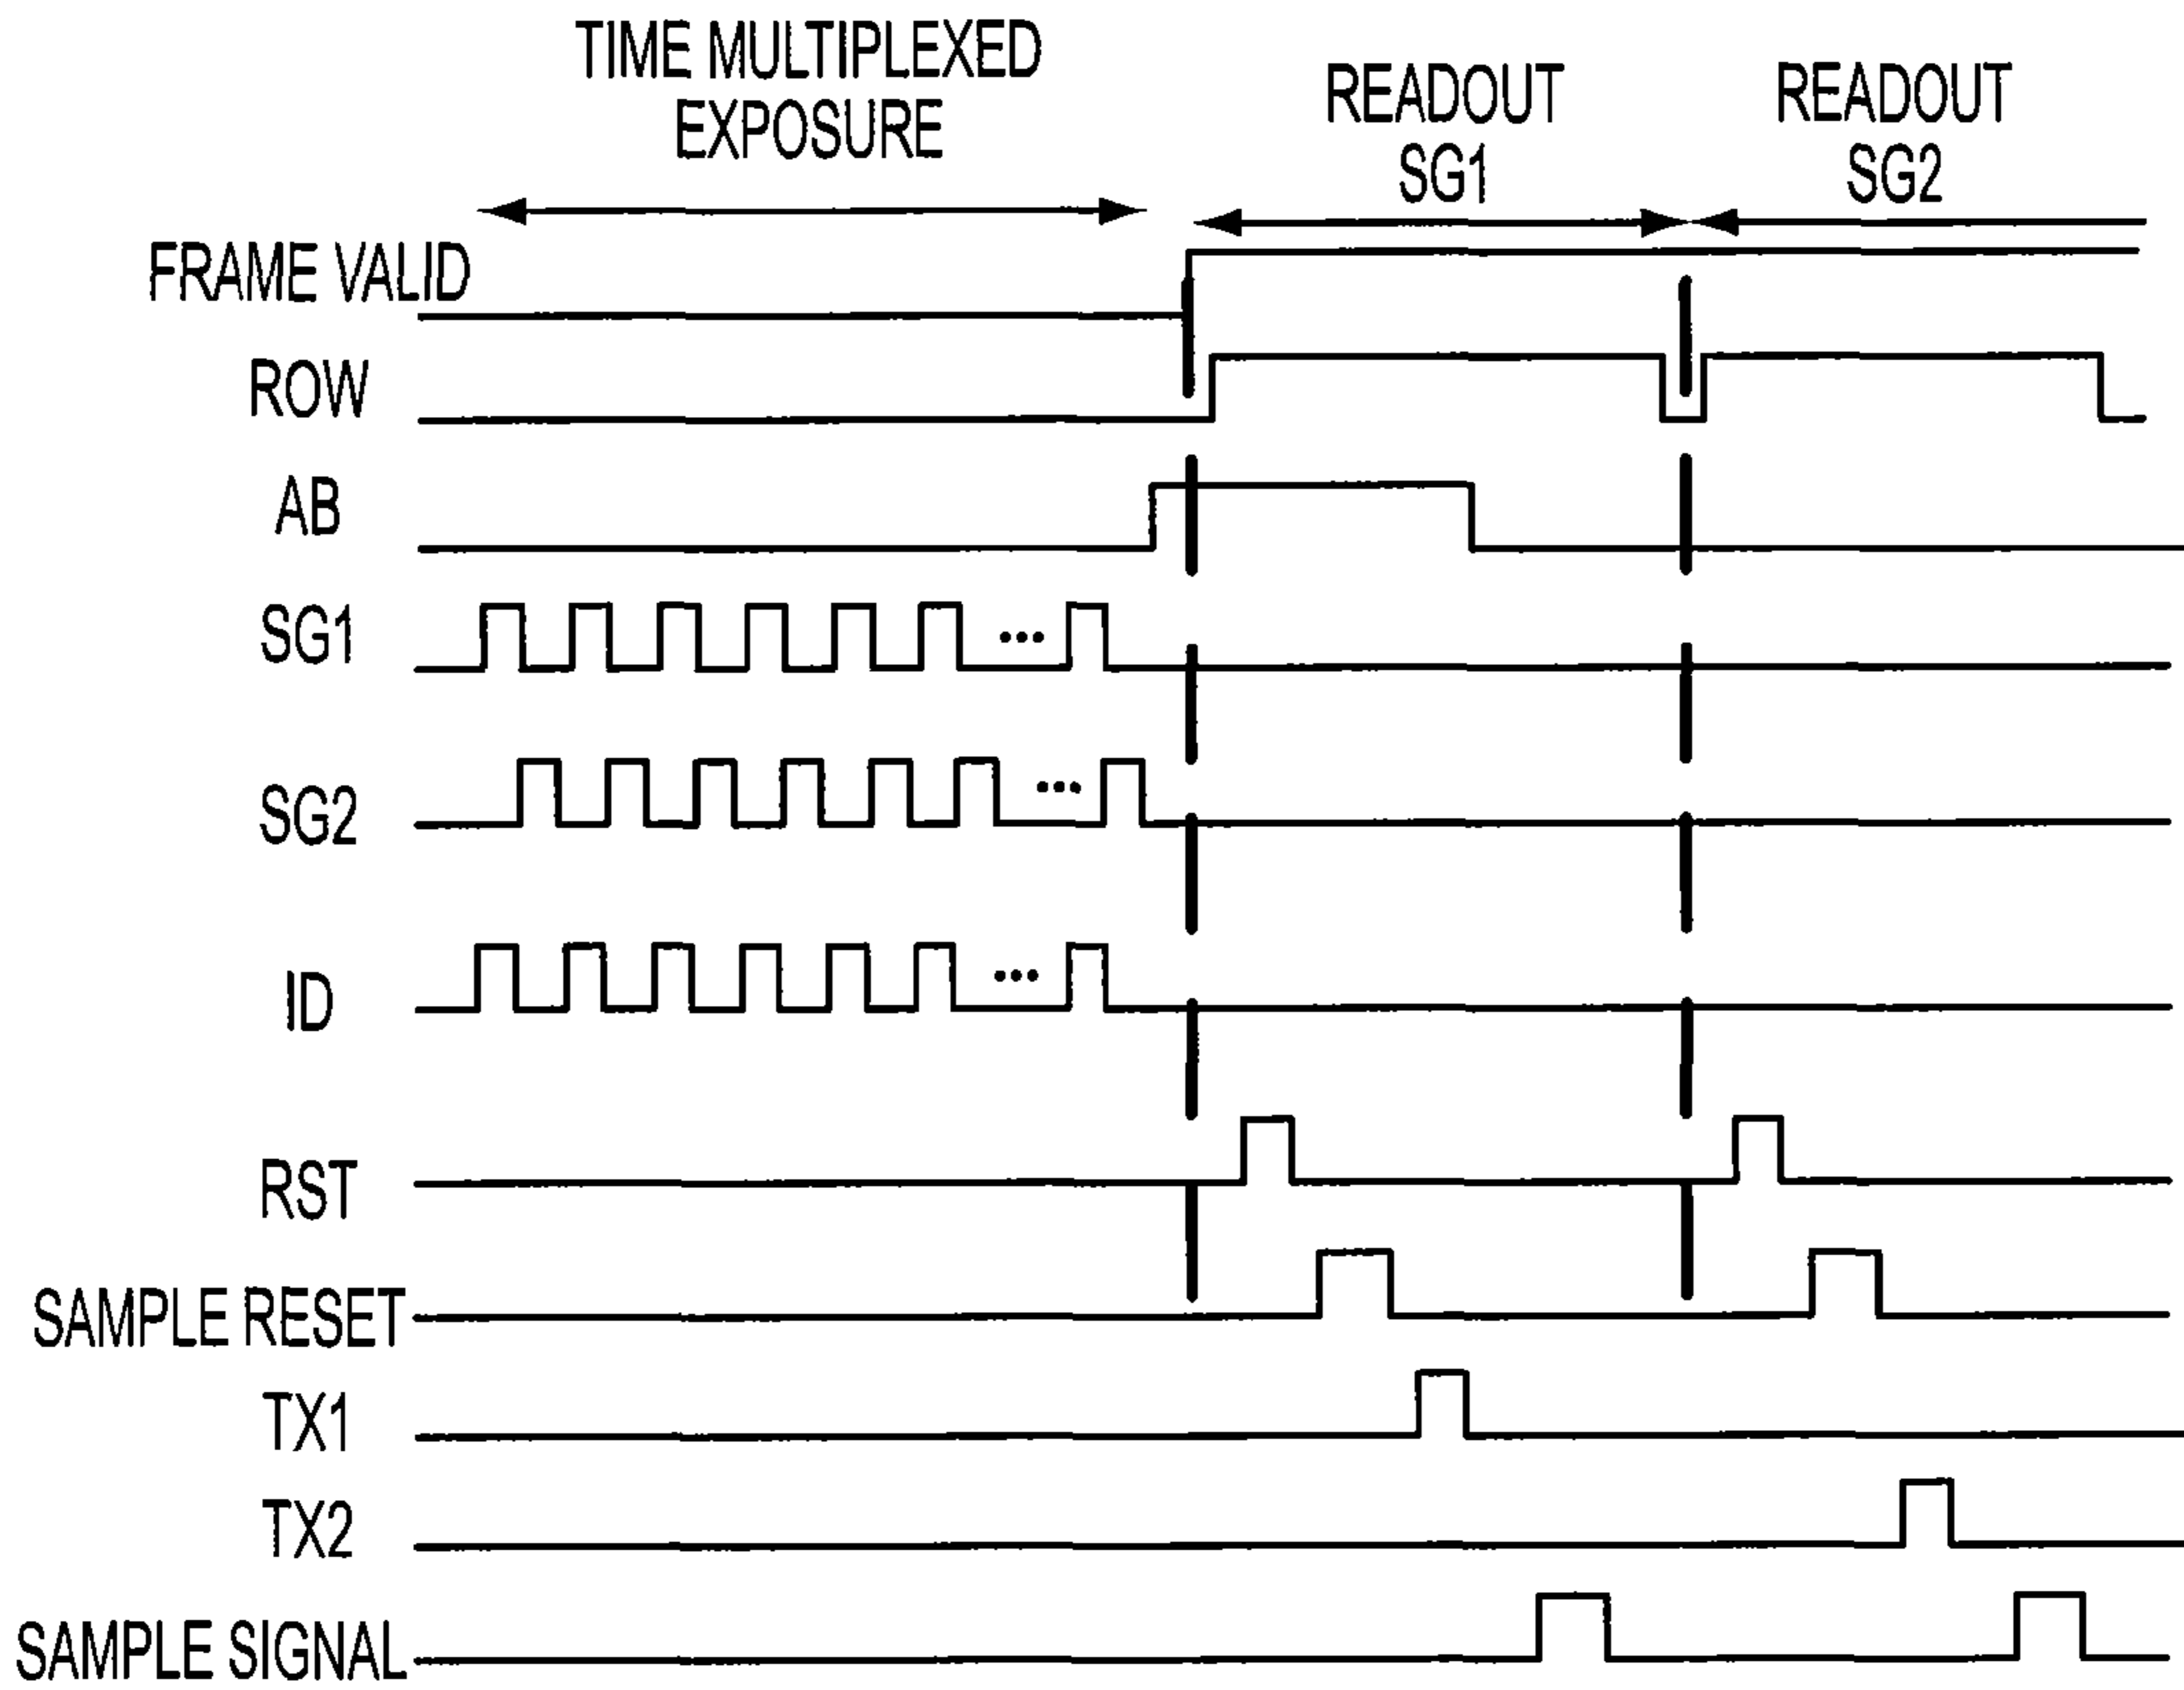 TIME MULTIPLEXED
EXPOSURE
READOUT
SG1
READOUT
SG2
FRAME VALID
ROW
AB
SG1
...
SG2
...
ID
...
RST
SAMPLE RESET
TX1
TX2
SAMPLE SIGNAL